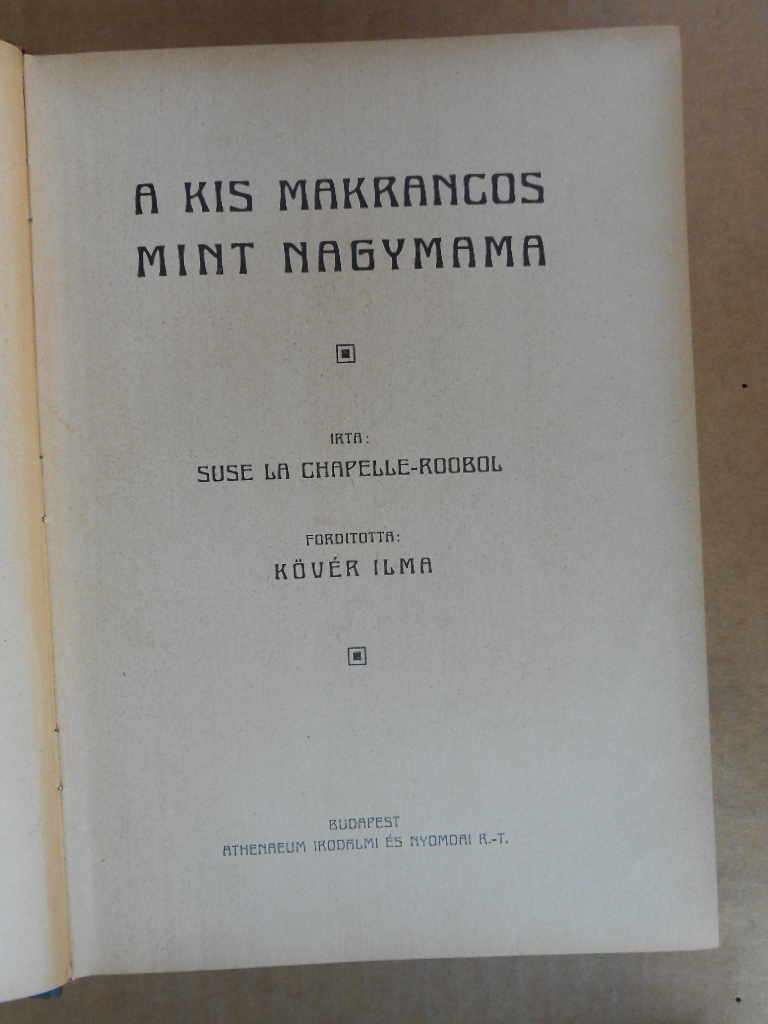 A KIS MAKRANCOS
MINT NAGYMAMA
IRTA:
SUSE LA CHAPELLE-ROOBOL
FORDITOTTA:
KÖVÉR ILMA
BUDAPEST
ATHENAEUM IRODALMI ÉS NYOMDAI R.-T.